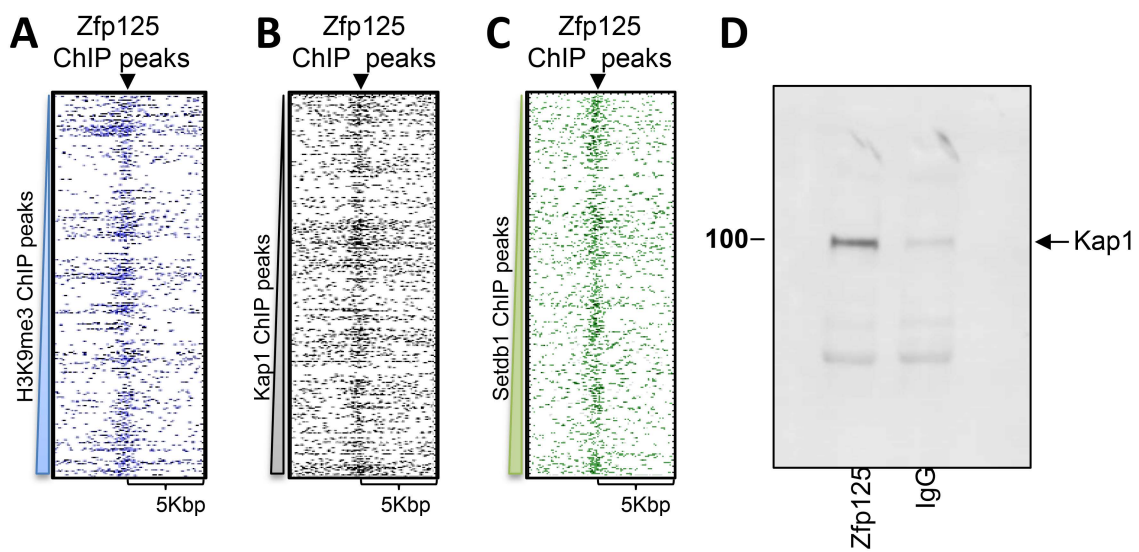 A
Zfp125
ChIP peaks
H3K9me3 ChIP peaks
5Kbp
B
Zfp125
ChIP peaks
Kap1 ChIP peaks
5Kbp
C
Zfp125
ChIP peaks
Setdb1 ChIP peaks
5Kbp
D
100
Kap1
Zfp125
IgG